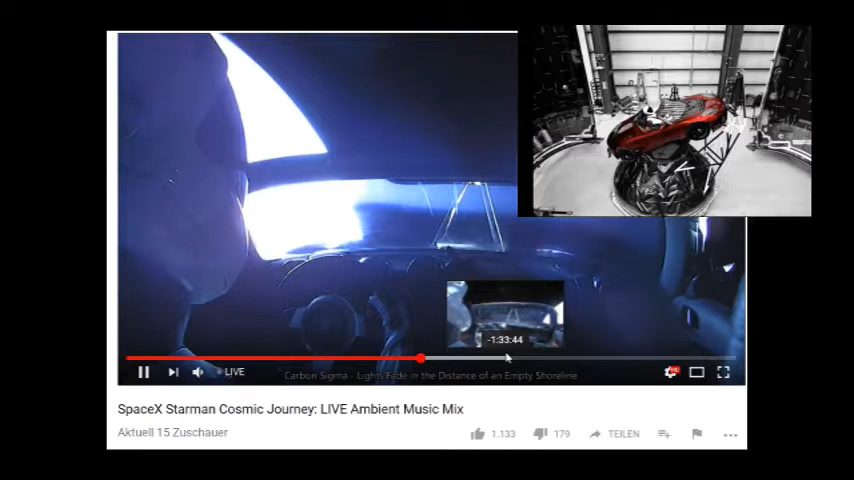 -1:33:44
LIVE
Carbon Sigma - Lights Fade in the Distance of an Empty Shoreline
SpaceX Starman Cosmic Journey: LIVE Ambient Music Mix
Aktuell 15 Zuschauer
1.133
179
TEILEN